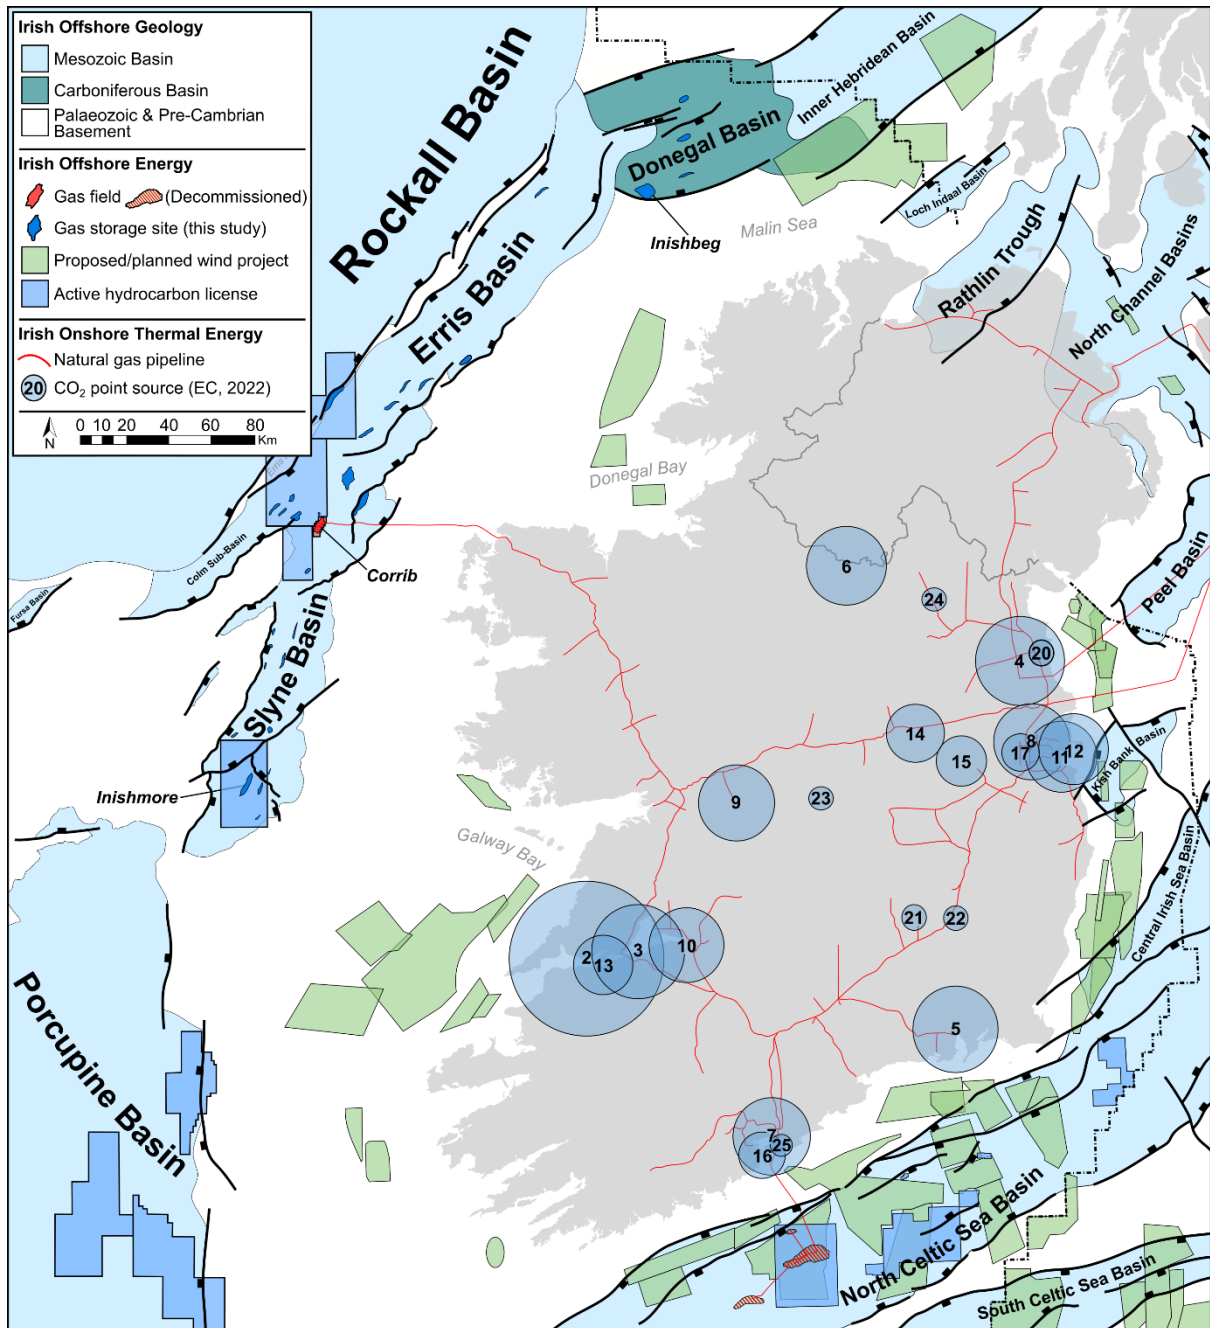 Irish Offshore Geology
Mesozoic Basin
Carboniferous Basin
Palaeozoic & Pre-Cambrian
Basement
Irish Offshore Energy
Gas field
(Decommissioned)
Gas storage site (this study)
Proposed/planned wind project
Active hydrocarbon license
Irish Onshore Thermal Energy
Natural gas pipeline
20
CO₂ point source (EC, 2022)
N
0 10 20 40 60 80
Km
Rockall Basin
Erris Basin
Donegal Basin
Inner Hebridean Basin
Inishbeg
Malin Sea
Loch Indaal Basin
Rathlin Trough
North Channel Basins
Donegal Bay
Colm Sub-Basin
Corrib
Fursa Basin
Slyne Basin
Inishmore
Peel Basin
6
24
20
4
14
15
8
17
11
12
Kish Bank Basin
9
23
Galway Bay
Central Irish Sea Basin
2
13
3
10
21
22
5
Porcupine Basin
7
25
16
North Celtic Sea Basin
South Celtic Sea Basin